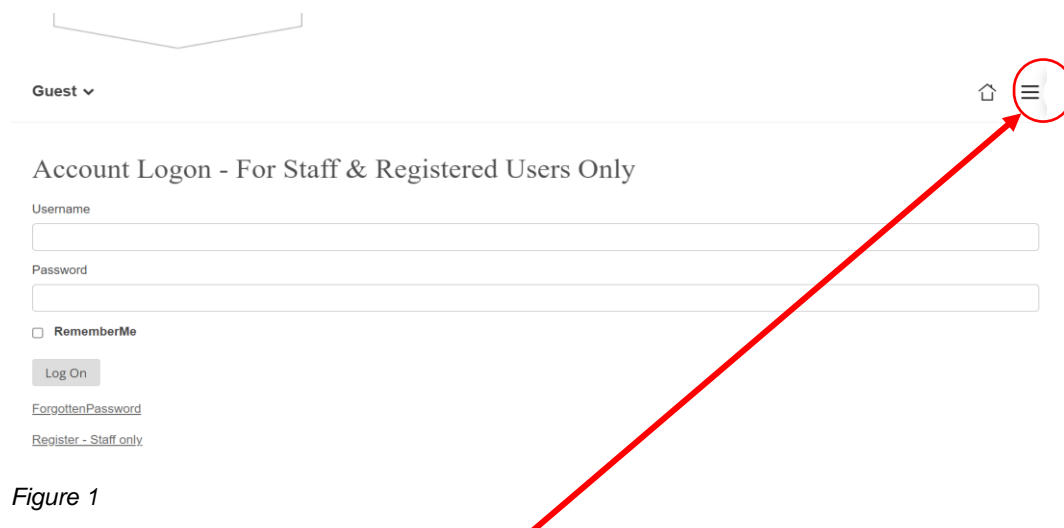 Guest
Account Logon - For Staff & Registered Users Only
Username
Password
RememberMe
Log On
ForgottenPassword
Register - Staff only
Figure 1